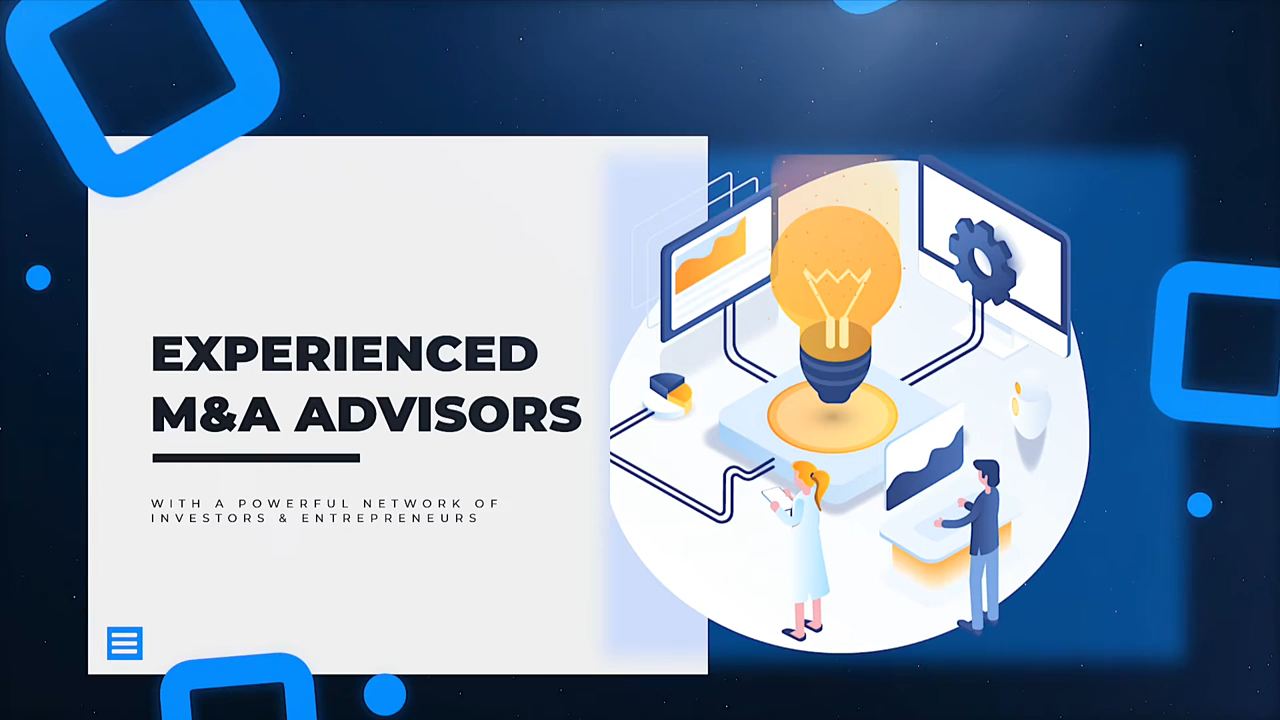 EXPERIENCED
M&A ADVISORS
WITH A POWERFUL NETWORK OF
INVESTORS & ENTREPRENEURS